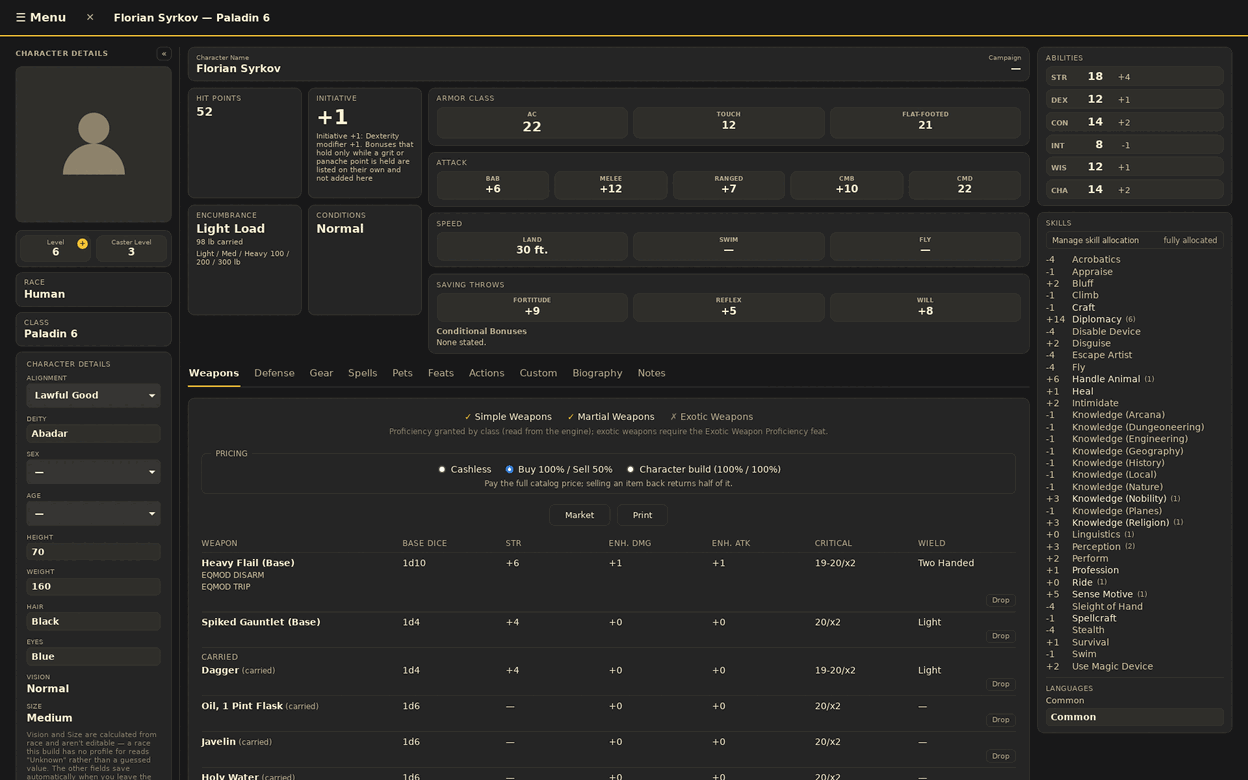 ☰ Menu × Florian Syrkov — Paladin 6
CHARACTER DETAILS «
Level 6 +
Caster Level 3
RACE
Human
CLASS
Paladin 6
CHARACTER DETAILS
ALIGNMENT
Lawful Good
DEITY
Abadar
SEX
—
AGE
—
HEIGHT
70
WEIGHT
160
HAIR
Black
EYES
Blue
VISION
Normal
SIZE
Medium
Vision and Size are calculated from
race and aren't editable — a race
this build has no profile for reads
"Unknown" rather than a guessed
value. The other fields save
automatically when you leave the
Character Name
Florian Syrkov
Campaign
—
HIT POINTS
52
INITIATIVE
+1
Initiative +1: Dexterity
modifier +1. Bonuses that
hold only while a grit or
panache point is held are
listed on their own and
not added here
ENCUMBRANCE
Light Load
98 lb carried
Light / Med / Heavy 100 /
200 / 300 lb
CONDITIONS
Normal
ARMOR CLASS
AC TOUCH FLAT-FOOTED
22 12 21
ATTACK
BAB MELEE RANGED CMB CMD
+6 +12 +7 +10 22
SPEED
LAND SWIM FLY
30 ft. — —
SAVING THROWS
FORTITUDE REFLEX WILL
+9 +5 +8
Conditional Bonuses
None stated.
Weapons Defense Gear Spells Pets Feats Actions Custom Biography Notes
✓ Simple Weapons ✓ Martial Weapons ✗ Exotic Weapons
Proficiency granted by class (read from the engine); exotic weapons require the Exotic Weapon Proficiency feat.
PRICING
Cashless Buy 100% / Sell 50% Character build (100% / 100%)
Pay the full catalog price; selling an item back returns half of it.
Market Print
WEAPON BASE DICE STR ENH. DMG ENH. ATK CRITICAL WIELD
Heavy Flail (Base) 1d10 +6 +1 +1 19-20/x2 Two Handed
EQMOD DISARM
EQMOD TRIP
Drop
Spiked Gauntlet (Base) 1d4 +4 +0 +0 20/x2 Light
Drop
CARRIED
Dagger (carried) 1d4 +4 +0 +0 19-20/x2 Light
Drop
Oil, 1 Pint Flask (carried) 1d6 — +0 +0 20/x2 —
Drop
Javelin (carried) 1d6 — +0 +0 20/x2 —
Drop
Holy Water (carried) 1d6 — +0 +0 20/x2 —
ABILITIES
STR 18 +4
DEX 12 +1
CON 14 +2
INT 8 -1
WIS 12 +1
CHA 14 +2
SKILLS
Manage skill allocation fully allocated
-4 Acrobatics
-1 Appraise
+2 Bluff
-1 Climb
-1 Craft
+14 Diplomacy (6)
-4 Disable Device
+2 Disguise
-4 Escape Artist
-4 Fly
+6 Handle Animal (1)
+1 Heal
+2 Intimidate
-1 Knowledge (Arcana)
-1 Knowledge (Dungeoneering)
-1 Knowledge (Engineering)
-1 Knowledge (Geography)
-1 Knowledge (History)
-1 Knowledge (Local)
-1 Knowledge (Nature)
+3 Knowledge (Nobility) (1)
-1 Knowledge (Planes)
+3 Knowledge (Religion) (1)
+0 Linguistics (1)
+3 Perception (2)
+2 Perform
+1 Profession
+0 Ride (1)
+5 Sense Motive (1)
-4 Sleight of Hand
-1 Spellcraft
-4 Stealth
+1 Survival
-1 Swim
+2 Use Magic Device
LANGUAGES
Common
Common